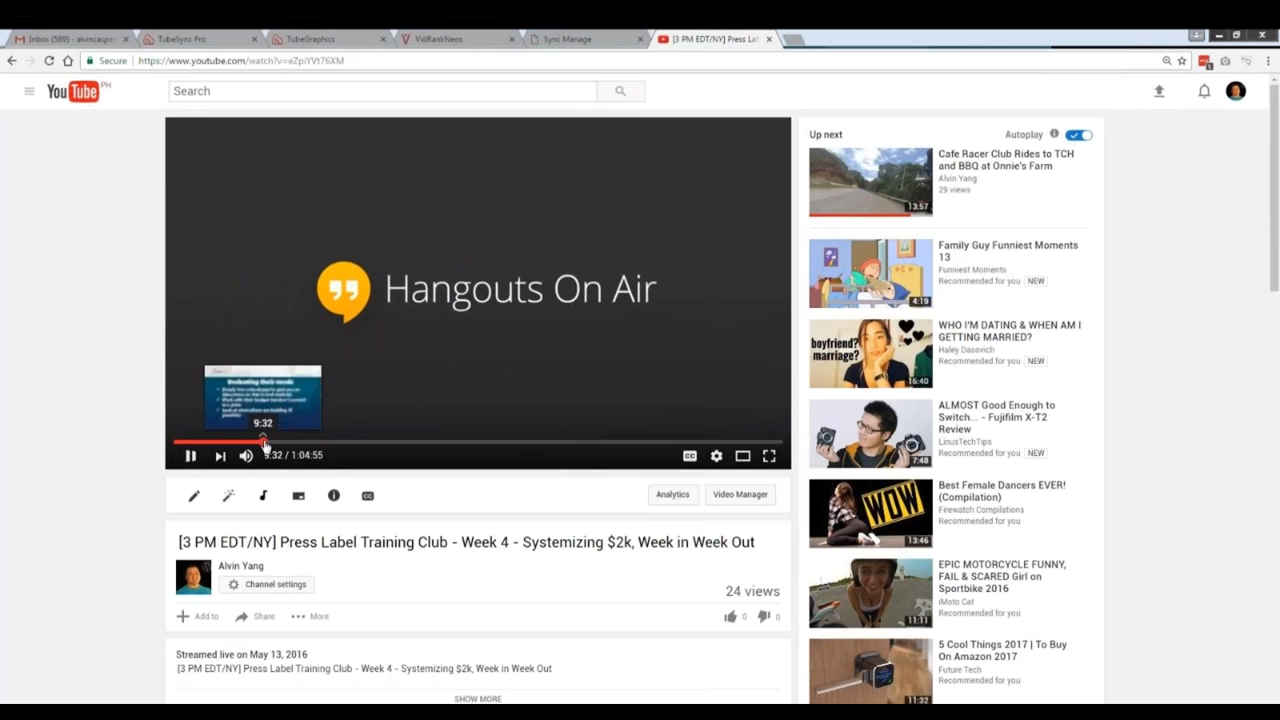 Inbox (589) - alvincasper
TubeSync Pro
TubeGraphics
VidRankNeos
Sync Manage
[3 PM EDT/NY] Press Lab
Secure
https://www.youtube.com/watch?v=eZpiYVt76XM
YouTube PH
Search
Hangouts On Air
Evaluating their needs
9:32
9:32 / 1:04:55
CC
CC
Analytics
Video Manager
[3 PM EDT/NY] Press Label Training Club - Week 4 - Systemizing $2k, Week in Week Out
Alvin Yang
Channel settings
24 views
Add to
Share
More
0
0
Streamed live on May 13, 2016
[3 PM EDT/NY] Press Label Training Club - Week 4 - Systemizing $2k, Week in Week Out
SHOW MORE
Up next
Autoplay
Cafe Racer Club Rides to TCH
and BBQ at Onnie's Farm
Alvin Yang
29 views
13:57
Family Guy Funniest Moments
13
Funniest Moments
Recommended for you NEW
4:19
WHO I'M DATING & WHEN AM I
GETTING MARRIED?
Haley Dasovich
Recommended for you NEW
boyfriend?
marriage?
16:40
ALMOST Good Enough to
Switch... - Fujifilm X-T2
Review
LinusTechTips
Recommended for you NEW
7:48
Best Female Dancers EVER!
(Compilation)
Firewatch Compilations
Recommended for you
WOW
13:46
EPIC MOTORCYCLE FUNNY,
FAIL & SCARED Girl on
Sportbike 2016
iMoto Cat
Recommended for you
11:11
5 Cool Things 2017 | To Buy
On Amazon 2017
Future Tech
Recommended for you
11:32